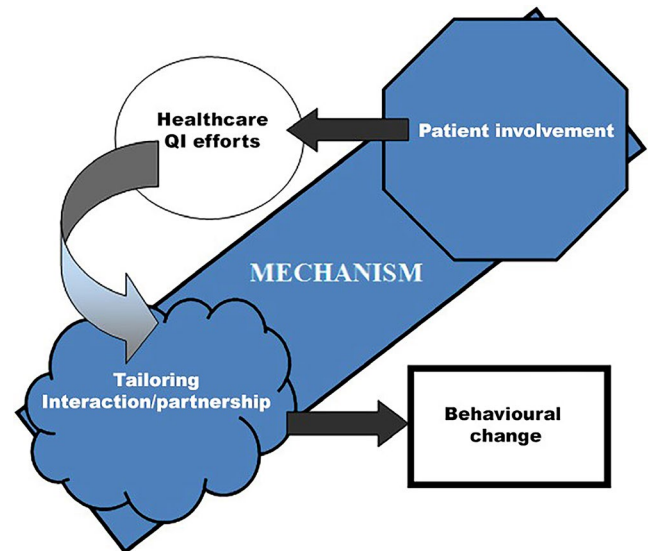 Healthcare
QI efforts
Patient involvement
MECHANISM
Tailoring
Interaction/partnership
Behavioural
change